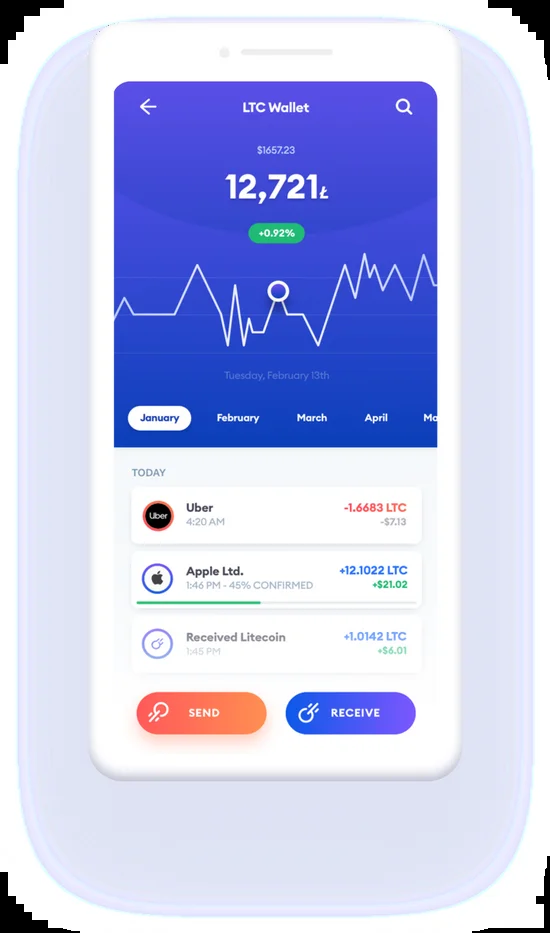 LTC Wallet
$1657.23
12,721Ł
+0.92%
Tuesday, February 13th
January February March April Ma
TODAY
Uber Uber -1.6683 LTC
4:20 AM -$7.13
Apple Ltd. +12.1022 LTC
1:46 PM - 45% CONFIRMED +$21.02
Received Litecoin +1.0142 LTC
1:45 PM +$6.01
SEND RECEIVE